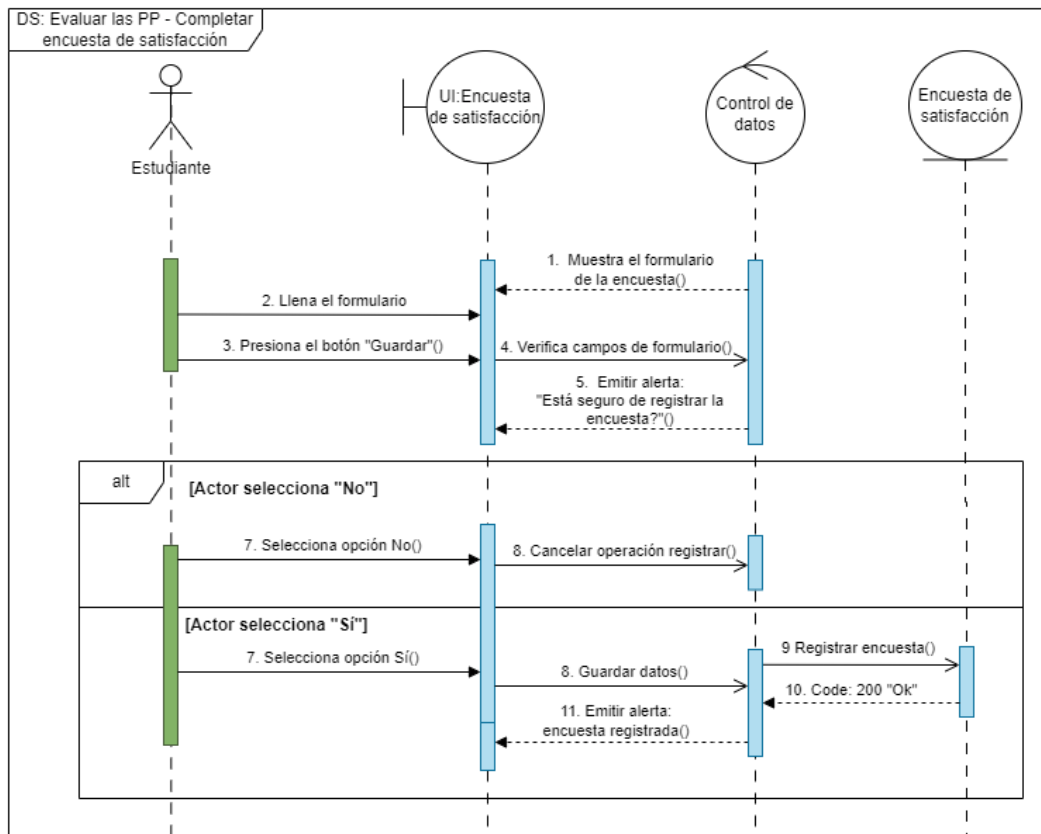 DS: Evaluar las PP - Completar
encuesta de satisfacción
Estudiante
UI:Encuesta
de satisfacción
Control de
datos
Encuesta de
satisfacción
1. Muestra el formulario
de la encuesta()
2. Llena el formulario
3. Presiona el botón "Guardar"()
4. Verifica campos de formulario()
5. Emitir alerta:
"Está seguro de registrar la
encuesta?"()
alt
[Actor selecciona "No"]
7. Selecciona opción No()
8. Cancelar operación registrar()
[Actor selecciona "Sí"]
7. Selecciona opción Sí()
8. Guardar datos()
9 Registrar encuesta()
10. Code: 200 "Ok"
11. Emitir alerta:
encuesta registrada()